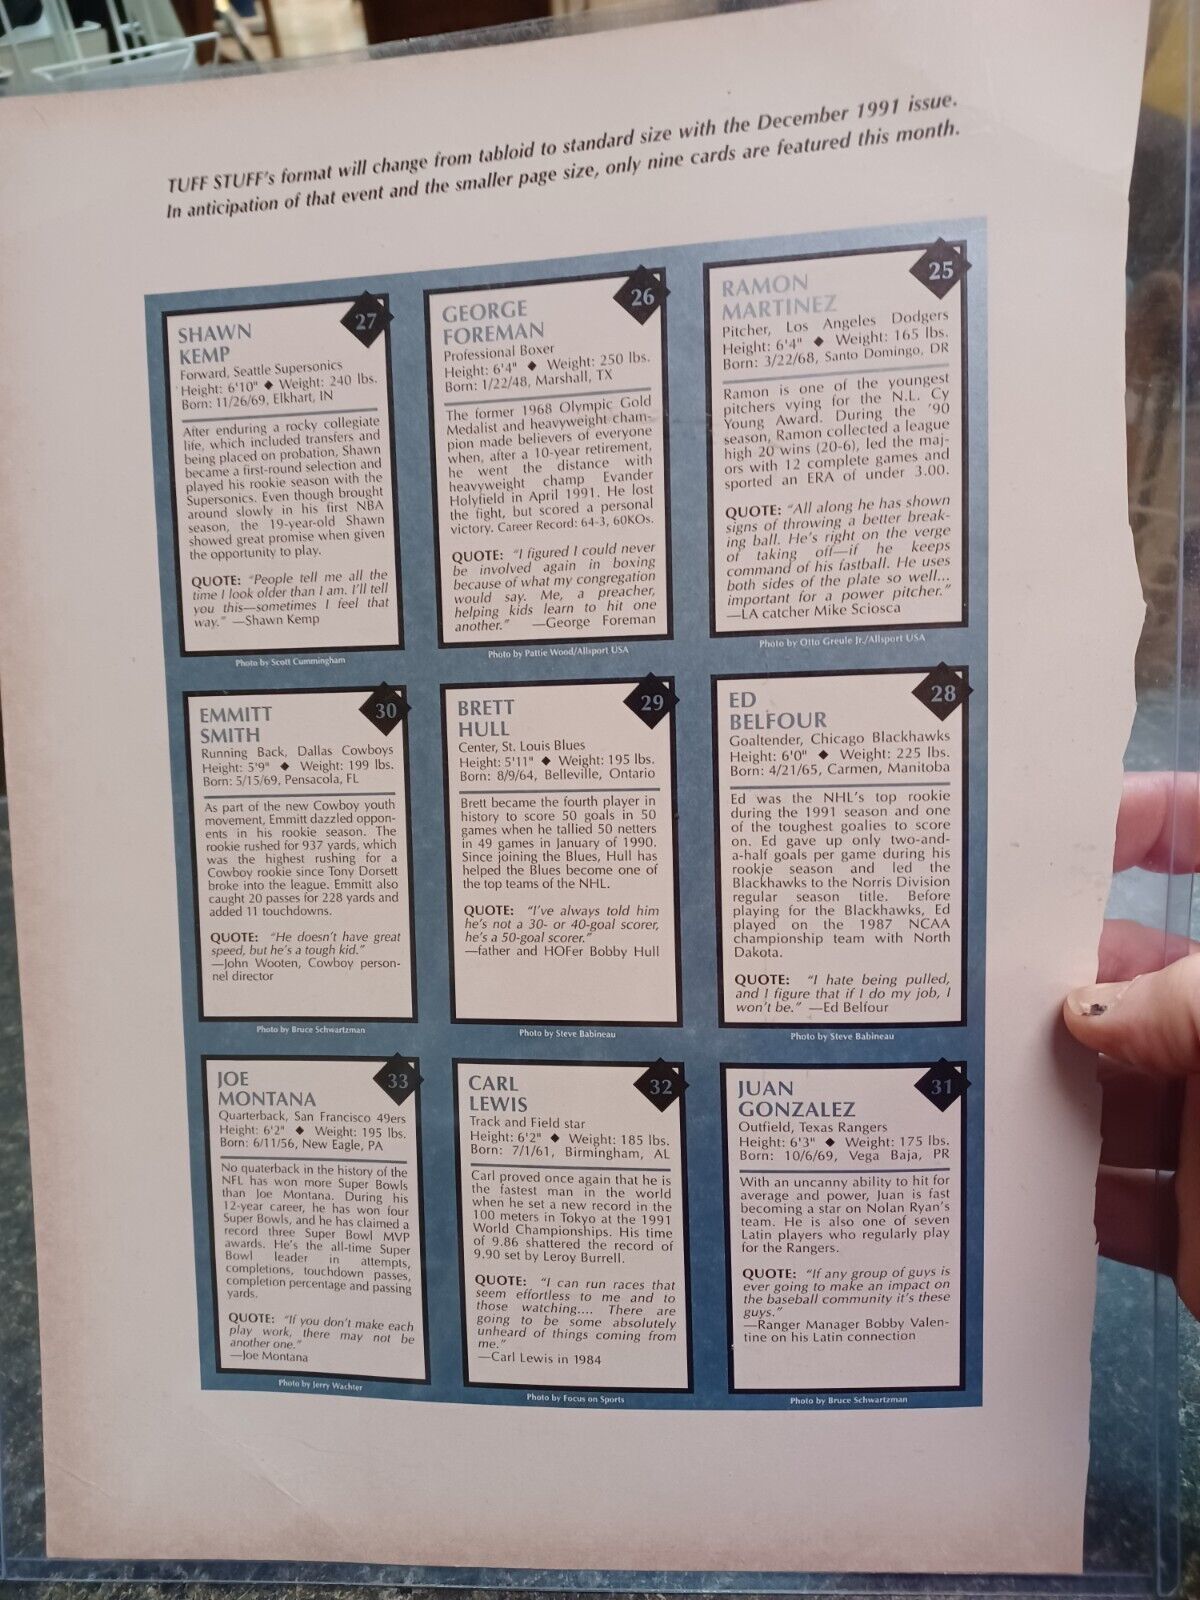 TUFF STUFF's format will change from tabloid to standard size with the December 1991 issue.
In anticipation of that event and the smaller page size, only nine cards are featured this month.
27
SHAWN
KEMP
Forward, Seattle Supersonics
Height: 6'10" ◆ Weight: 240 lbs.
Born: 11/26/69, Elkhart, IN
After enduring a rocky collegiate
life, which included transfers and
being placed on probation, Shawn
became a first-round selection and
played his rookie season with the
Supersonics. Even though brought
around slowly in his first NBA
season, the 19-year-old Shawn
showed great promise when given
the opportunity to play.
QUOTE: "People tell me all the
time I look older than I am. I'll tell
you this—sometimes I feel that
way." —Shawn Kemp
Photo by Scott Cummingham
26
GEORGE
FOREMAN
Professional Boxer
Height: 6'4" ◆ Weight: 250 lbs.
Born: 1/22/48, Marshall, TX
The former 1968 Olympic Gold
Medalist and heavyweight cham-
pion made believers of everyone
when, after a 10-year retirement,
he went the distance with
heavyweight champ Evander
Holyfield in April 1991. He lost
the fight, but scored a personal
victory. Career Record: 64-3, 60KOs.
QUOTE: "I figured I could never
be involved again in boxing
because of what my congregation
would say. Me, a preacher,
helping kids learn to hit one
another." —George Foreman
Photo by Pattie Wood/Allsport USA
25
RAMON
MARTINEZ
Pitcher, Los Angeles Dodgers
Height: 6'4" ◆ Weight: 165 lbs.
Born: 3/22/68, Santo Domingo, DR
Ramon is one of the youngest
pitchers vying for the N.L. Cy
Young Award. During the '90
season, Ramon collected a league
high 20 wins (20-6), led the maj-
ors with 12 complete games and
sported an ERA of under 3.00.
QUOTE: "All along he has shown
signs of throwing a better break-
ing ball. He's right on the verge
of taking off—if he keeps
command of his fastball. He uses
both sides of the plate so well...
important for a power pitcher."
—LA catcher Mike Sciosca
Photo by Otto Greule Jr./Allsport USA
30
EMMITT
SMITH
Running Back, Dallas Cowboys
Height: 5'9" ◆ Weight: 199 lbs.
Born: 5/15/69, Pensacola, FL
As part of the new Cowboy youth
movement, Emmitt dazzled oppon-
ents in his rookie season. The
rookie rushed for 937 yards, which
was the highest rushing for a
Cowboy rookie since Tony Dorsett
broke into the league. Emmitt also
caught 20 passes for 228 yards and
added 11 touchdowns.
QUOTE: "He doesn't have great
speed, but he's a tough kid."
—John Wooten, Cowboy person-
nel director
Photo by Bruce Schwartzman
29
BRETT
HULL
Center, St. Louis Blues
Height: 5'11" ◆ Weight: 195 lbs.
Born: 8/9/64, Belleville, Ontario
Brett became the fourth player in
history to score 50 goals in 50
games when he tallied 50 netters
in 49 games in January of 1990.
Since joining the Blues, Hull has
helped the Blues become one of
the top teams of the NHL.
QUOTE: "I've always told him
he's not a 30- or 40-goal scorer,
he's a 50-goal scorer."
—father and HOFer Bobby Hull
Photo by Steve Babineau
28
ED
BELFOUR
Goaltender, Chicago Blackhawks
Height: 6'0" ◆ Weight: 225 lbs.
Born: 4/21/65, Carmen, Manitoba
Ed was the NHL's top rookie
during the 1991 season and one
of the toughest goalies to score
on. Ed gave up only two-and-
a-half goals per game during his
rookie season and led the
Blackhawks to the Norris Division
regular season title. Before
playing for the Blackhawks, Ed
played on the 1987 NCAA
championship team with North
Dakota.
QUOTE: "I hate being pulled,
and I figure that if I do my job, I
won't be." —Ed Belfour
Photo by Steve Babineau
33
JOE
MONTANA
Quarterback, San Francisco 49ers
Height: 6'2" ◆ Weight: 195 lbs.
Born: 6/11/56, New Eagle, PA
No quaterback in the history of the
NFL has won more Super Bowls
than Joe Montana. During his
12-year career, he has won four
Super Bowls, and he has claimed a
record three Super Bowl MVP
awards. He's the all-time Super
Bowl leader in attempts,
completions, touchdown passes,
completion percentage and passing
yards.
QUOTE: "If you don't make each
play work, there may not be
another one."
—Joe Montana
Photo by Jerry Wachter
32
CARL
LEWIS
Track and Field star
Height: 6'2" ◆ Weight: 185 lbs.
Born: 7/1/61, Birmingham, AL
Carl proved once again that he is
the fastest man in the world
when he set a new record in the
100 meters in Tokyo at the 1991
World Championships. His time
of 9.86 shattered the record of
9.90 set by Leroy Burrell.
QUOTE: "I can run races that
seem effortless to me and to
those watching.... There are
going to be some absolutely
unheard of things coming from
me."
—Carl Lewis in 1984
Photo by Focus on Sports
31
JUAN
GONZALEZ
Outfield, Texas Rangers
Height: 6'3" ◆ Weight: 175 lbs.
Born: 10/6/69, Vega Baja, PR
With an uncanny ability to hit for
average and power, Juan is fast
becoming a star on Nolan Ryan's
team. He is also one of seven
Latin players who regularly play
for the Rangers.
QUOTE: "If any group of guys is
ever going to make an impact on
the baseball community it's these
guys."
—Ranger Manager Bobby Valen-
tine on his Latin connection
Photo by Bruce Schwartzman